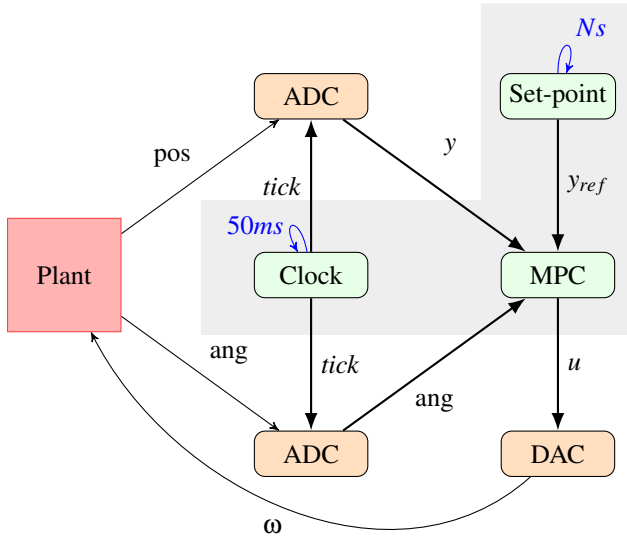 Ns
ADC
Set-point
pos
y
tick
y_ref
50ms
Plant
Clock
MPC
ang
tick
u
ang
ADC
DAC
ω